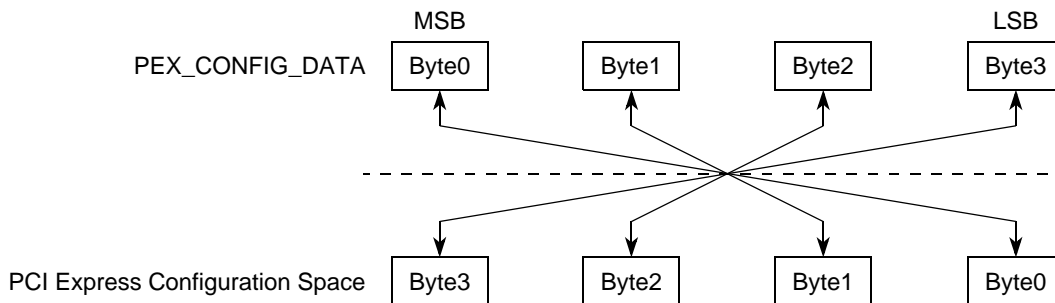 MSB LSB
PEX_CONFIG_DATA Byte0 Byte1 Byte2 Byte3
PCI Express Configuration Space Byte3 Byte2 Byte1 Byte0